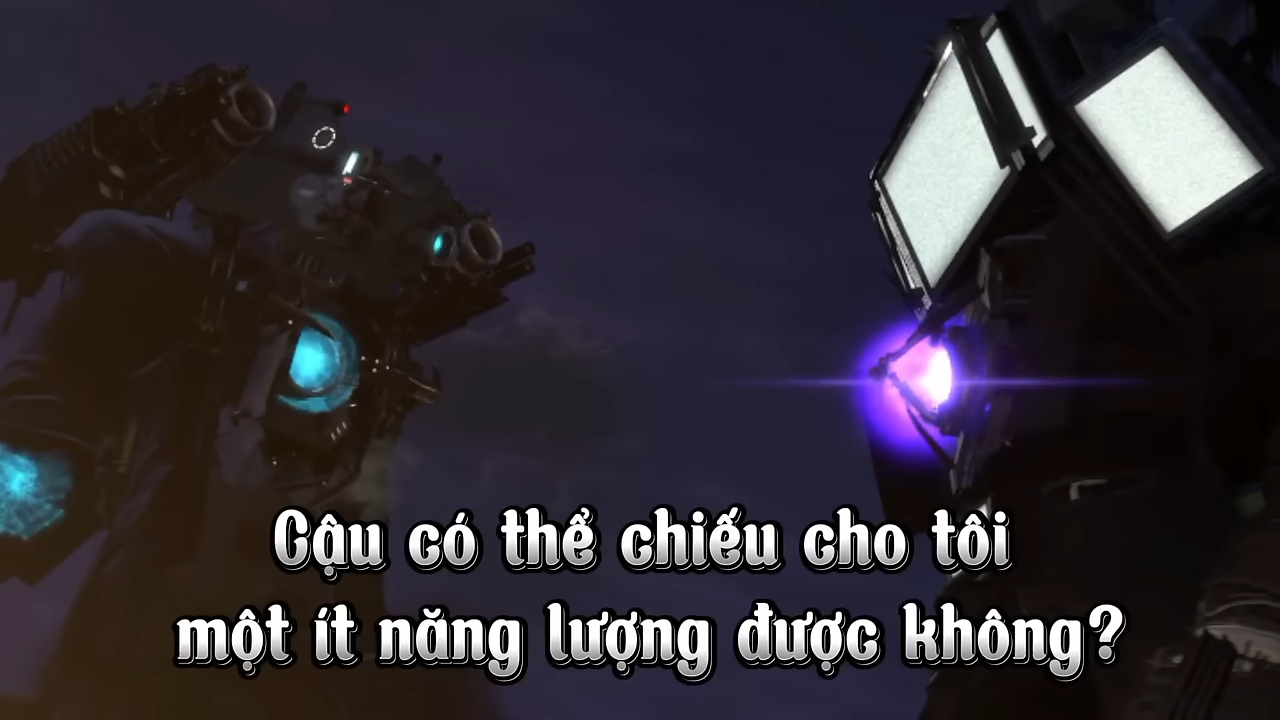 Cậu có thể chiếu cho tôi
một ít năng lượng được không?